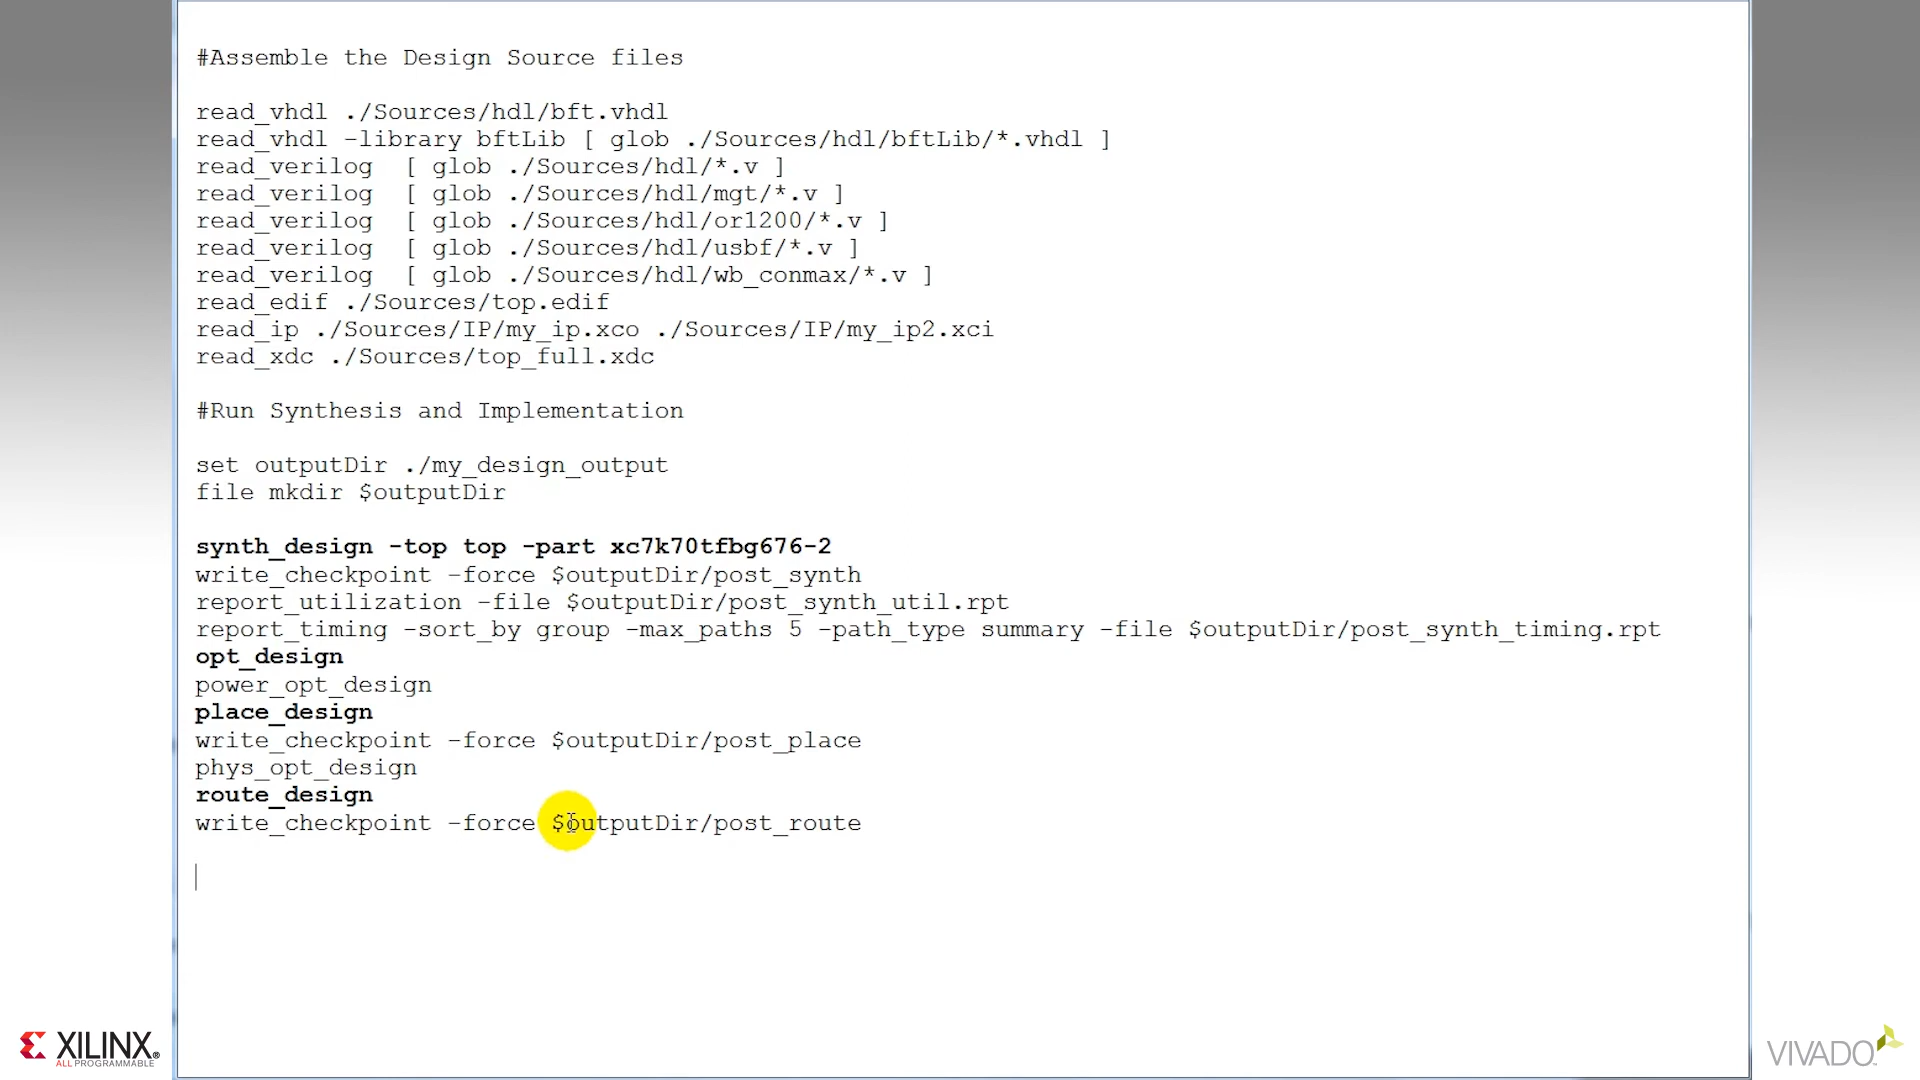 #Assemble the Design Source files
read_vhdl ./Sources/hdl/bft.vhdl
read_vhdl -library bftLib [ glob ./Sources/hdl/bftLib/*.vhdl ]
read_verilog  [ glob ./Sources/hdl/*.v ]
read_verilog  [ glob ./Sources/hdl/mgt/*.v ]
read_verilog  [ glob ./Sources/hdl/or1200/*.v ]
read_verilog  [ glob ./Sources/hdl/usbf/*.v ]
read_verilog  [ glob ./Sources/hdl/wb_conmax/*.v ]
read_edif ./Sources/top.edif
read_ip ./Sources/IP/my_ip.xco ./Sources/IP/my_ip2.xci
read_xdc ./Sources/top_full.xdc
#Run Synthesis and Implementation
set outputDir ./my_design_output
file mkdir $outputDir
synth_design -top top -part xc7k70tfbg676-2
write_checkpoint -force $outputDir/post_synth
report_utilization -file $outputDir/post_synth_util.rpt
report_timing -sort_by group -max_paths 5 -path_type summary -file $outputDir/post_synth_timing.rpt
opt_design
power_opt_design
place_design
write_checkpoint -force $outputDir/post_place
phys_opt_design
route_design
write_checkpoint -force $outputDir/post_route
XILINX®
ALL PROGRAMMABLE
VIVADO